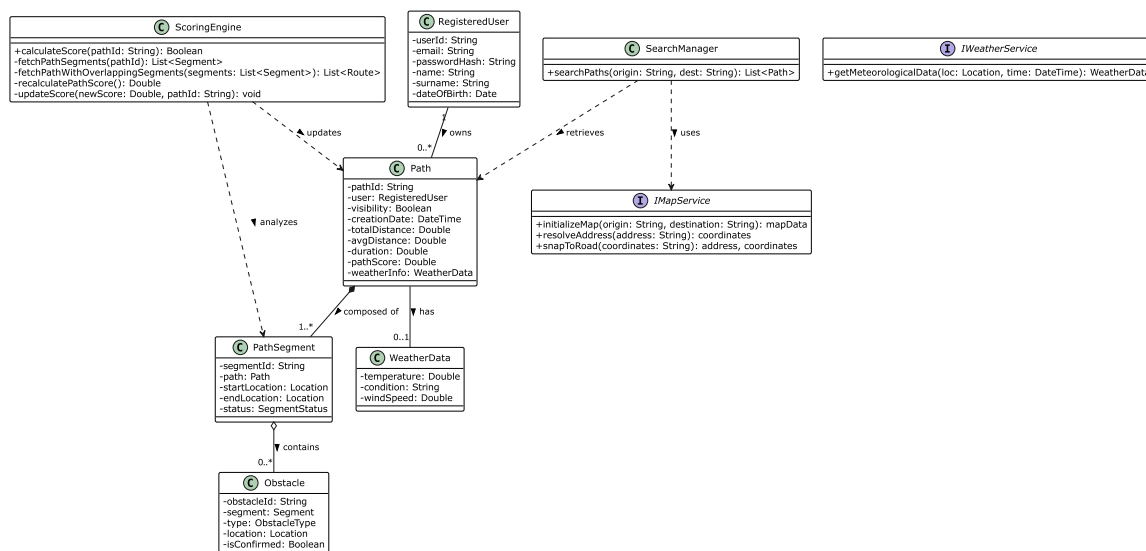 C ScoringEngine
+calculateScore(pathId: String): Boolean
-fetchPathSegments(pathId): List<Segment>
-fetchPathWithOverlappingSegments(segments: List<Segment>): List<Route>
-recalculatePathScore(): Double
-updateScore(newScore: Double, pathId: String): void
C RegisteredUser
-userId: String
-email: String
-passwordHash: String
-name: String
-surname: String
-dateOfBirth: Date
C SearchManager
+searchPaths(origin: String, dest: String): List<Path>
I IWeatherService
+getMeteorologicalData(loc: Location, time: DateTime): WeatherData
updates
1
owns
0..*
retrieves
uses
analyzes
C Path
-pathId: String
-user: RegisteredUser
-visibility: Boolean
-creationDate: DateTime
-totalDistance: Double
-avgDistance: Double
-duration: Double
-pathScore: Double
-weatherInfo: WeatherData
I IMapService
+initializeMap(origin: String, destination: String): mapData
+resolveAddress(address: String): coordinates
+snapToRoad(coordinates: String): address, coordinates
composed of
1..*
has
0..1
C PathSegment
-segmentId: String
-path: Path
-startLocation: Location
-endLocation: Location
-status: SegmentStatus
C WeatherData
-temperature: Double
-condition: String
-windSpeed: Double
contains
0..*
C Obstacle
-obstacleId: String
-segment: Segment
-type: ObstacleType
-location: Location
-isConfirmed: Boolean